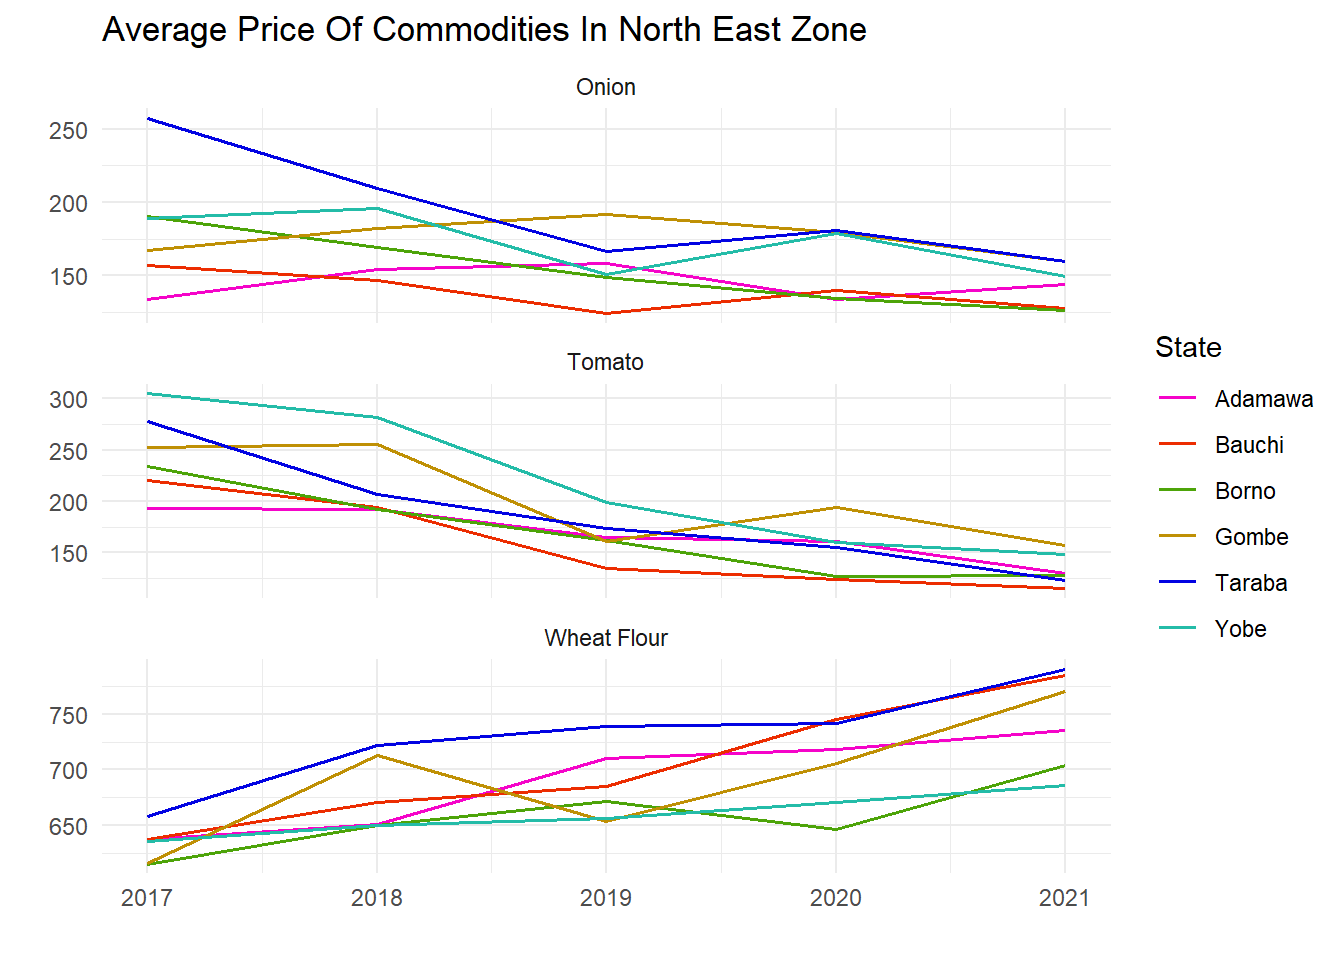 Average Price Of Commodities In North East Zone
Onion
250
200
150
Tomato
300
250
200
150
Wheat Flour
750
700
650
2017 2018 2019 2020 2021
State
Adamawa
Bauchi
Borno
Gombe
Taraba
Yobe